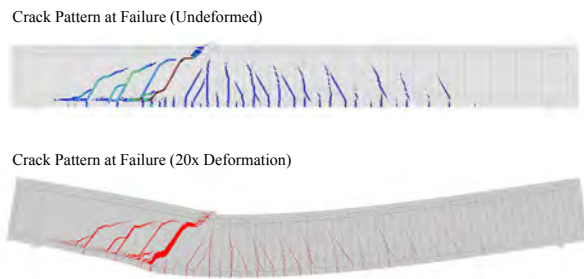 Crack Pattern at Failure (Undeformed)
Crack Pattern at Failure (20x Deformation)